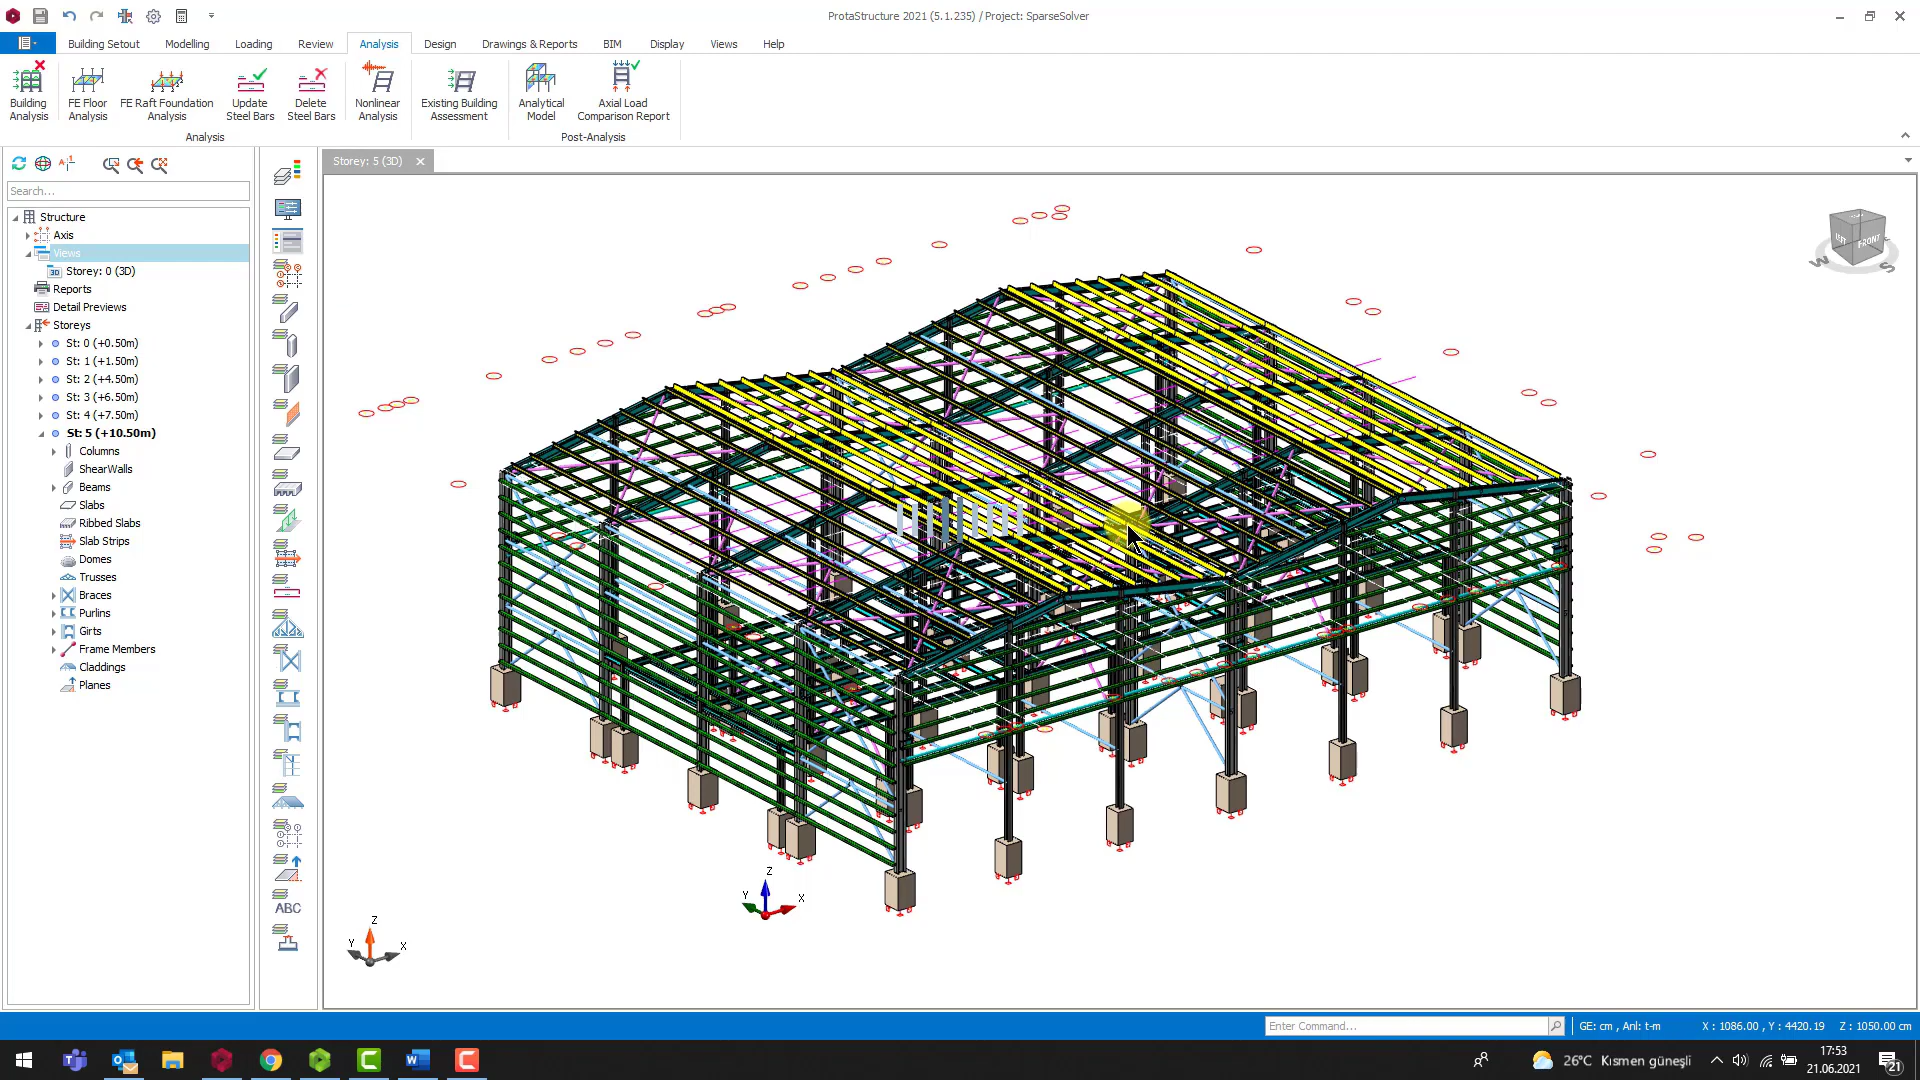 ProtaStructure 2021 (5.1.235) / Project: SparseSolver
Building Setout Modelling Loading Review Analysis Design Drawings & Reports BIM Display Views Help
Building Analysis
FE Floor Analysis
FE Raft Foundation Analysis
Update Steel Bars
Delete Steel Bars
Nonlinear Analysis
Existing Building Assessment
Analytical Model
Axial Load Comparison Report
Analysis
Post-Analysis
Storey: 5 (3D)
Search...
Structure
Axis
Views
3D Storey: 0 (3D)
Reports
Detail Previews
Storeys
St: 0 (+0.50m)
St: 1 (+1.50m)
St: 2 (+4.50m)
St: 3 (+6.50m)
St: 4 (+7.50m)
St: 5 (+10.50m)
Columns
ShearWalls
Beams
Slabs
Ribbed Slabs
Slab Strips
Domes
Trusses
Braces
Purlins
Girts
Frame Members
Claddings
Planes
ABC
LEFT FRONT
W S
Z
Y X
Z
Y X
Enter Command...
GE: cm , Anl: t-m
X : 1086.00 , Y : 4420.19 Z : 1050.00 cm
26°C Kısmen güneşli
17:53
21.06.2021
21